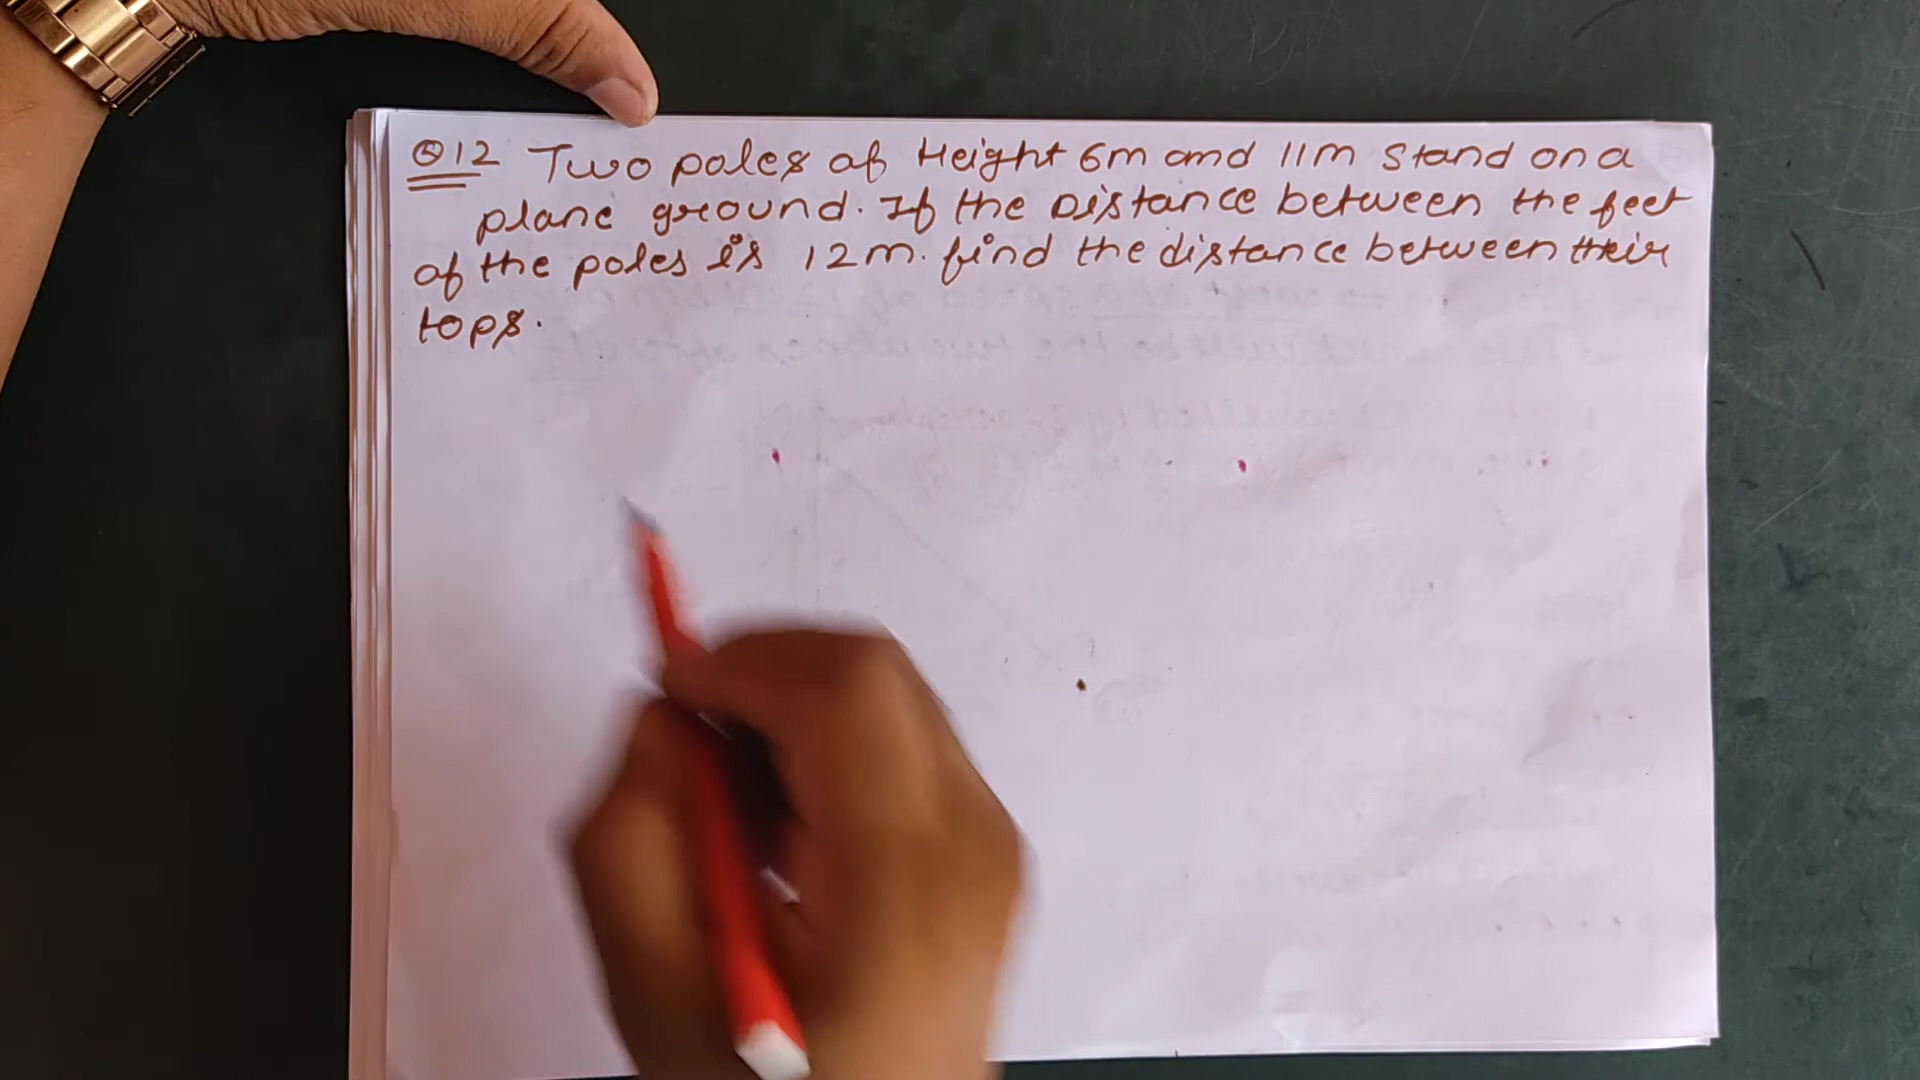 Q12 Two poles of Height 6m and 11m stand on a
plane ground. If the Distance between the feet
of the poles is 12m. find the distance between their
tops.